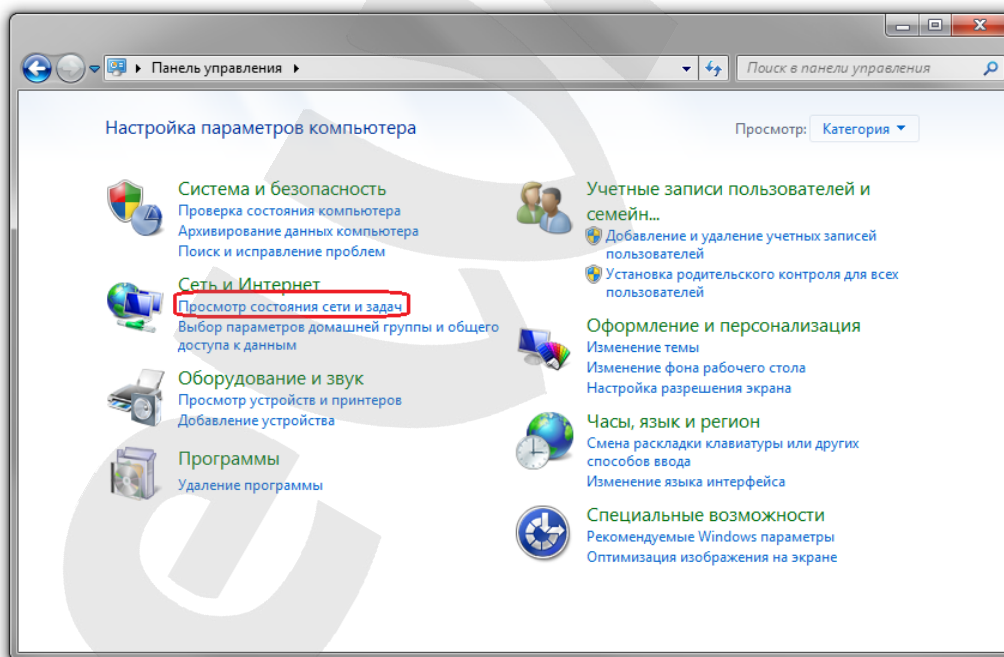 Панель управления
Поиск в панели управления
Настройка параметров компьютера
Просмотр: Категория
Система и безопасность
Проверка состояния компьютера
Архивирование данных компьютера
Поиск и исправление проблем
Сеть и Интернет
Просмотр состояния сети и задач
Выбор параметров домашней группы и общего
доступа к данным
Оборудование и звук
Просмотр устройств и принтеров
Добавление устройства
Программы
Удаление программы
Учетные записи пользователей и
семейн...
Добавление и удаление учетных записей
пользователей
Установка родительского контроля для всех
пользователей
Оформление и персонализация
Изменение темы
Изменение фона рабочего стола
Настройка разрешения экрана
Часы, язык и регион
Смена раскладки клавиатуры или других
способов ввода
Изменение языка интерфейса
Специальные возможности
Рекомендуемые Windows параметры
Оптимизация изображения на экране